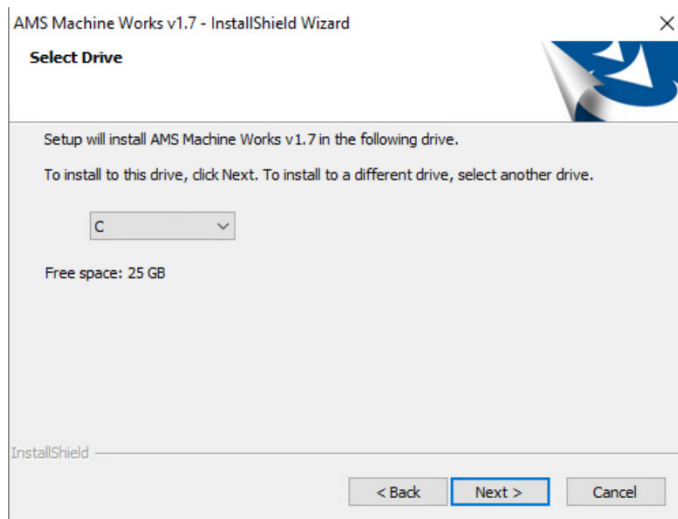 AMS Machine Works v1.7 - InstallShield Wizard
Select Drive
Setup will install AMS Machine Works v1.7 in the following drive.
To install to this drive, click Next. To install to a different drive, select another drive.
C
Free space: 25 GB
InstallShield
< Back
Next >
Cancel